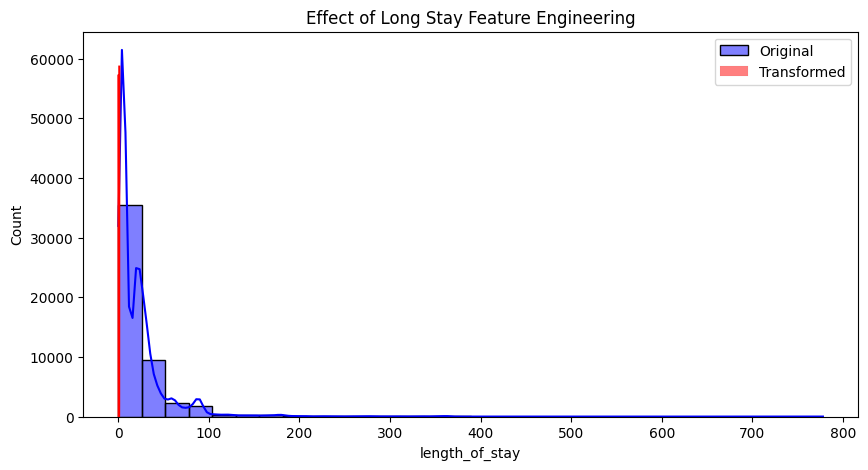 Effect of Long Stay Feature Engineering
Original
Transformed
Count
60000
50000
40000
30000
20000
10000
0
0 100 200 300 400 500 600 700 800
length_of_stay